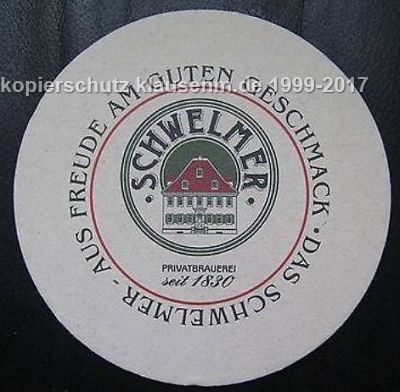 kopierschutz klausehm.de 1999-2017
DAS SCHWELMER - AUS FREUDE AM GUTEN GESCHMACK ·
· SCHWELMER ·
PRIVATBRAUEREI
seit 1830